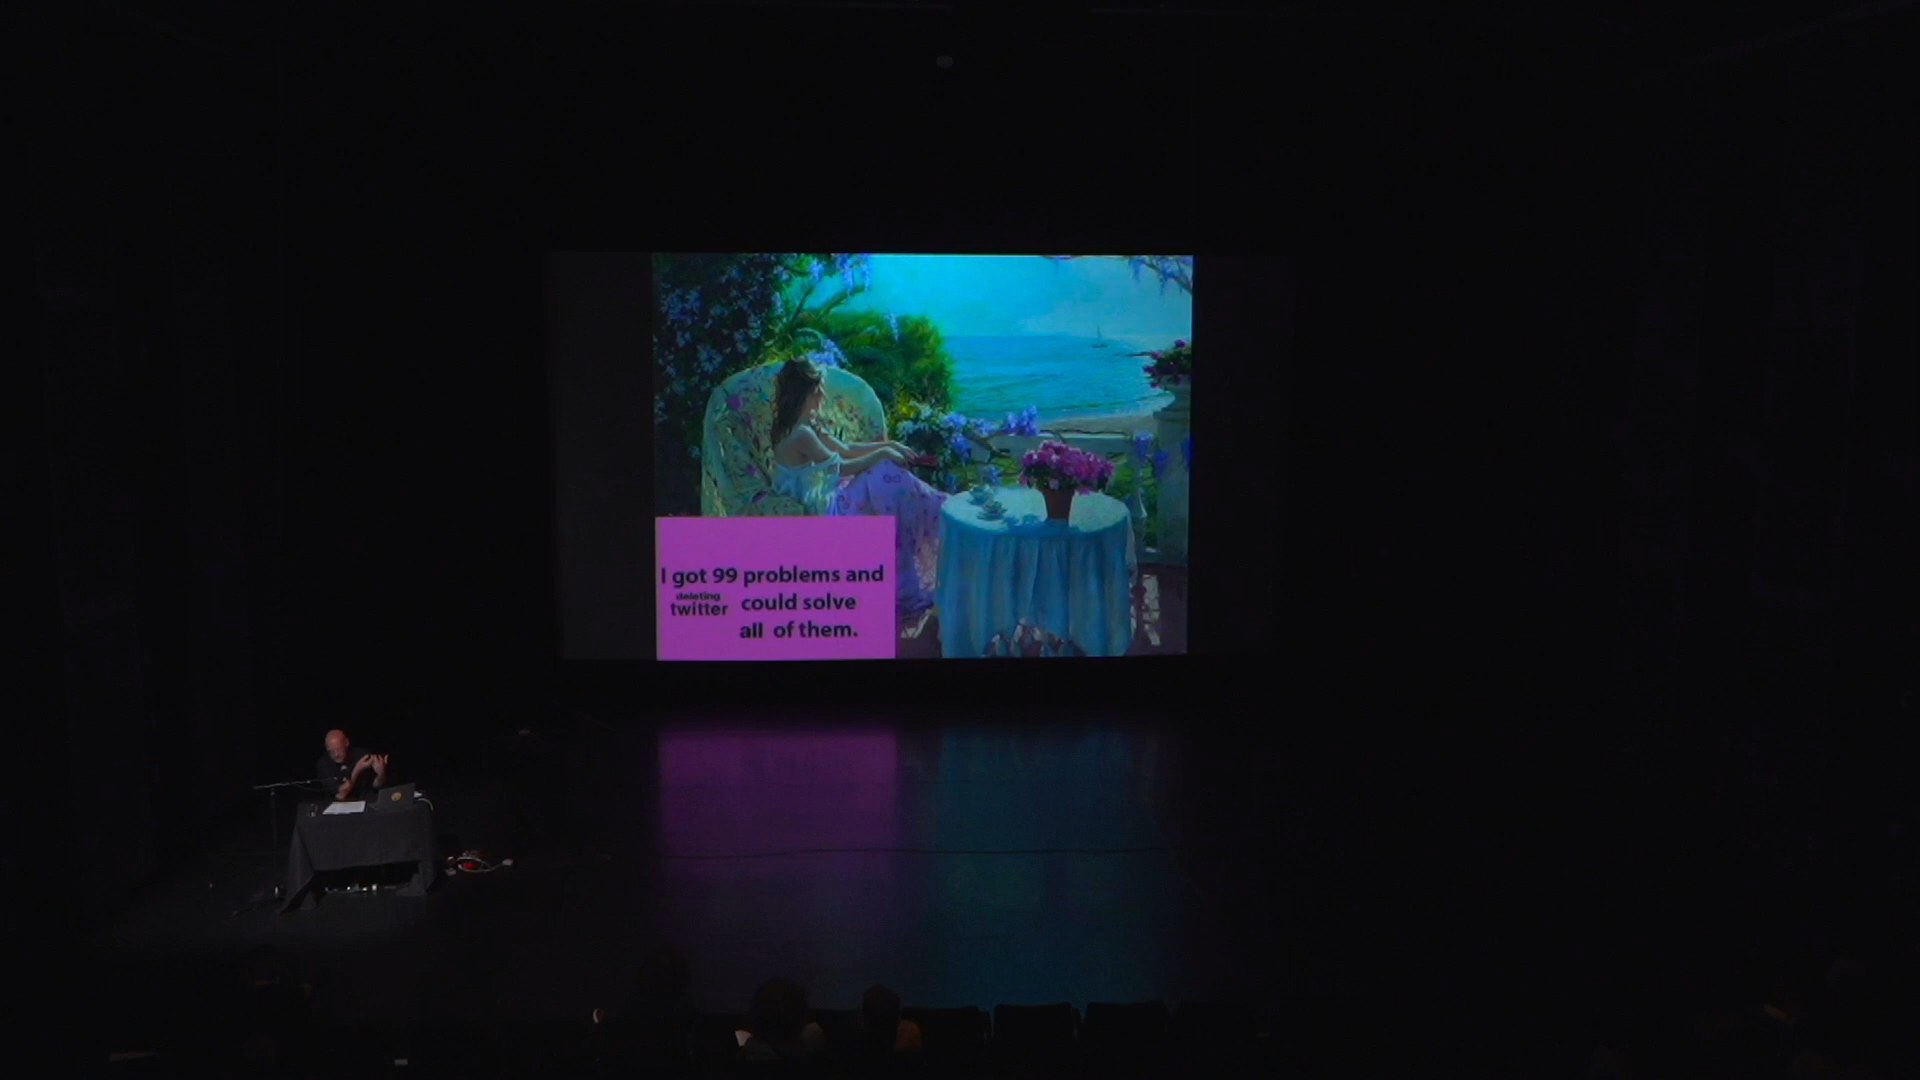 I got 99 problems and
deleting
twitter could solve
all of them.